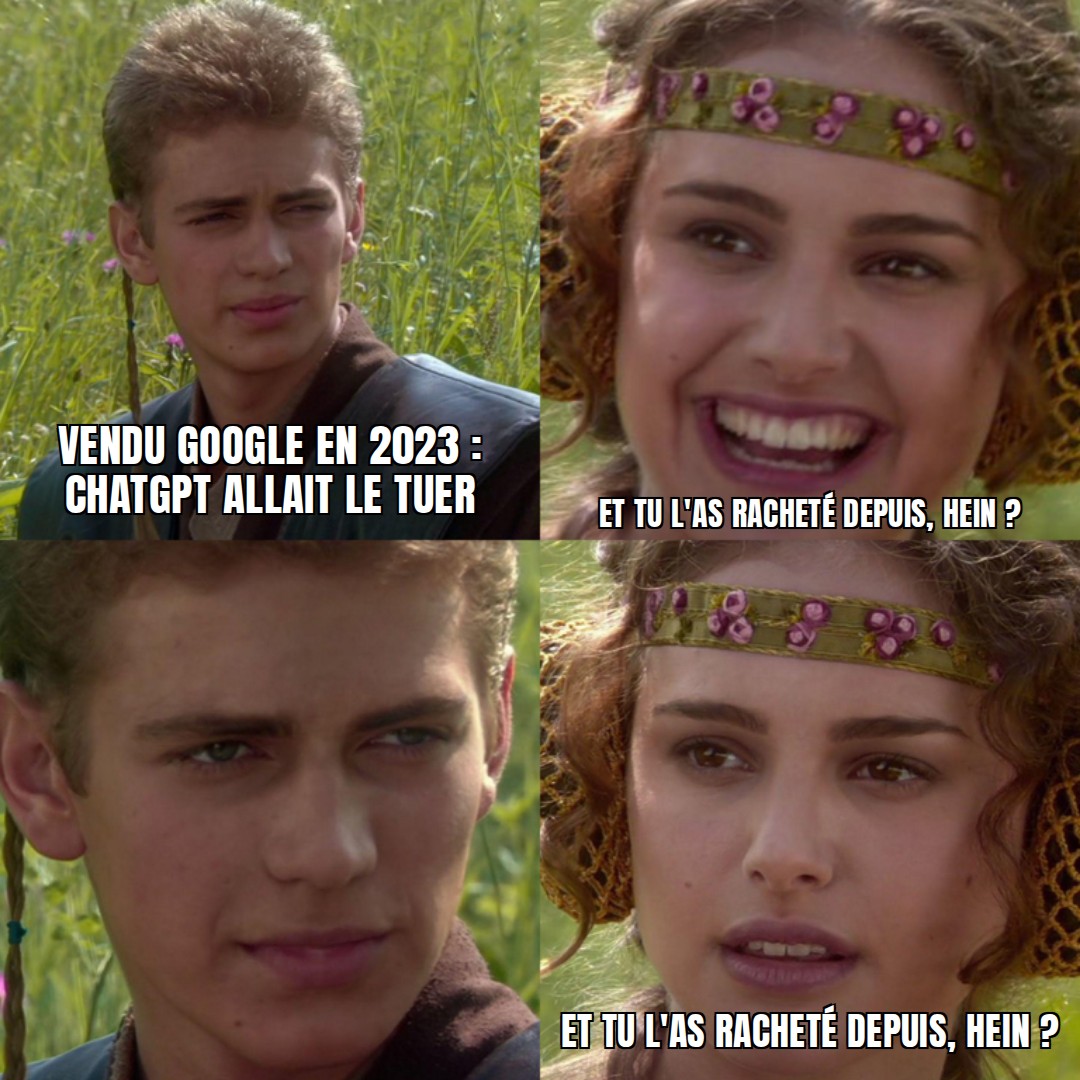 VENDU GOOGLE EN 2023 :
CHATGPT ALLAIT LE TUER
ET TU L'AS RACHETÉ DEPUIS, HEIN ?
ET TU L'AS RACHETÉ DEPUIS, HEIN ?